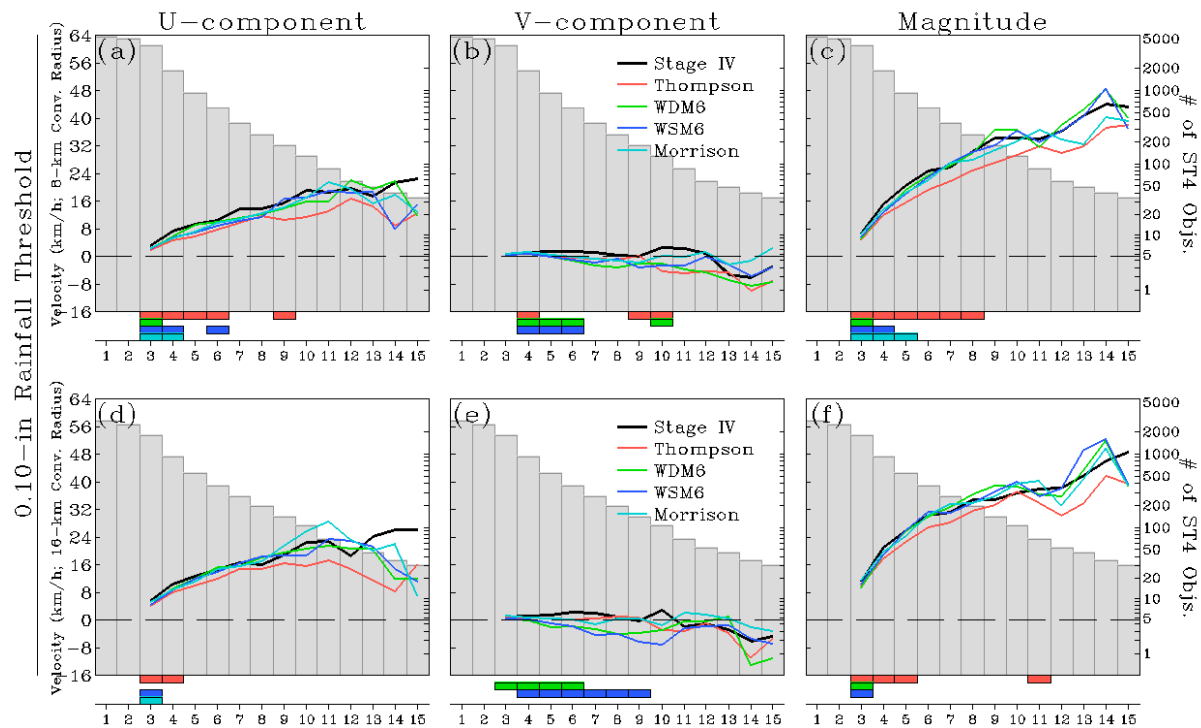 U-component V-component Magnitude
0.10-in Rainfall Threshold
Velocity (km/h; 8-km Conv. Radius)
64
56
48
40
32
24
16
8
0
-8
-16
(a) (b) (c)
Stage IV
Thompson
WDM6
WSM6
Morrison
5000
2000
1000
500
200
100
50
20
10
5
2
1
# of ST4 Objs.
1 2 3 4 5 6 7 8 9 10 11 12 13 14 15
1 2 3 4 5 6 7 8 9 10 11 12 13 14 15
1 2 3 4 5 6 7 8 9 10 11 12 13 14 15
Velocity (km/h; 16-km Conv. Radius)
64
56
48
40
32
24
16
8
0
-8
-16
(d) (e) (f)
Stage IV
Thompson
WDM6
WSM6
Morrison
5000
2000
1000
500
200
100
50
20
10
5
2
1
# of ST4 Objs.
1 2 3 4 5 6 7 8 9 10 11 12 13 14 15
1 2 3 4 5 6 7 8 9 10 11 12 13 14 15
1 2 3 4 5 6 7 8 9 10 11 12 13 14 15